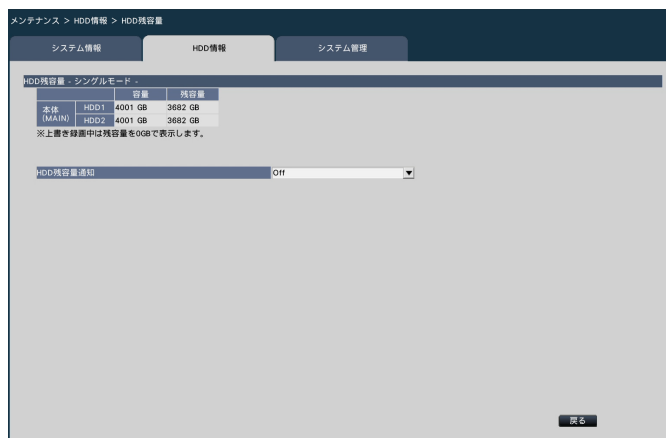 メンテナンス > HDD情報 > HDD残容量
システム情報 HDD情報 システム管理
HDD残容量 - シングルモード -
容量 残容量
本体(MAIN) HDD1 4001 GB 3682 GB
HDD2 4001 GB 3682 GB
※上書き録画中は残容量を0GBで表示します。
HDD残容量通知 Off
戻る